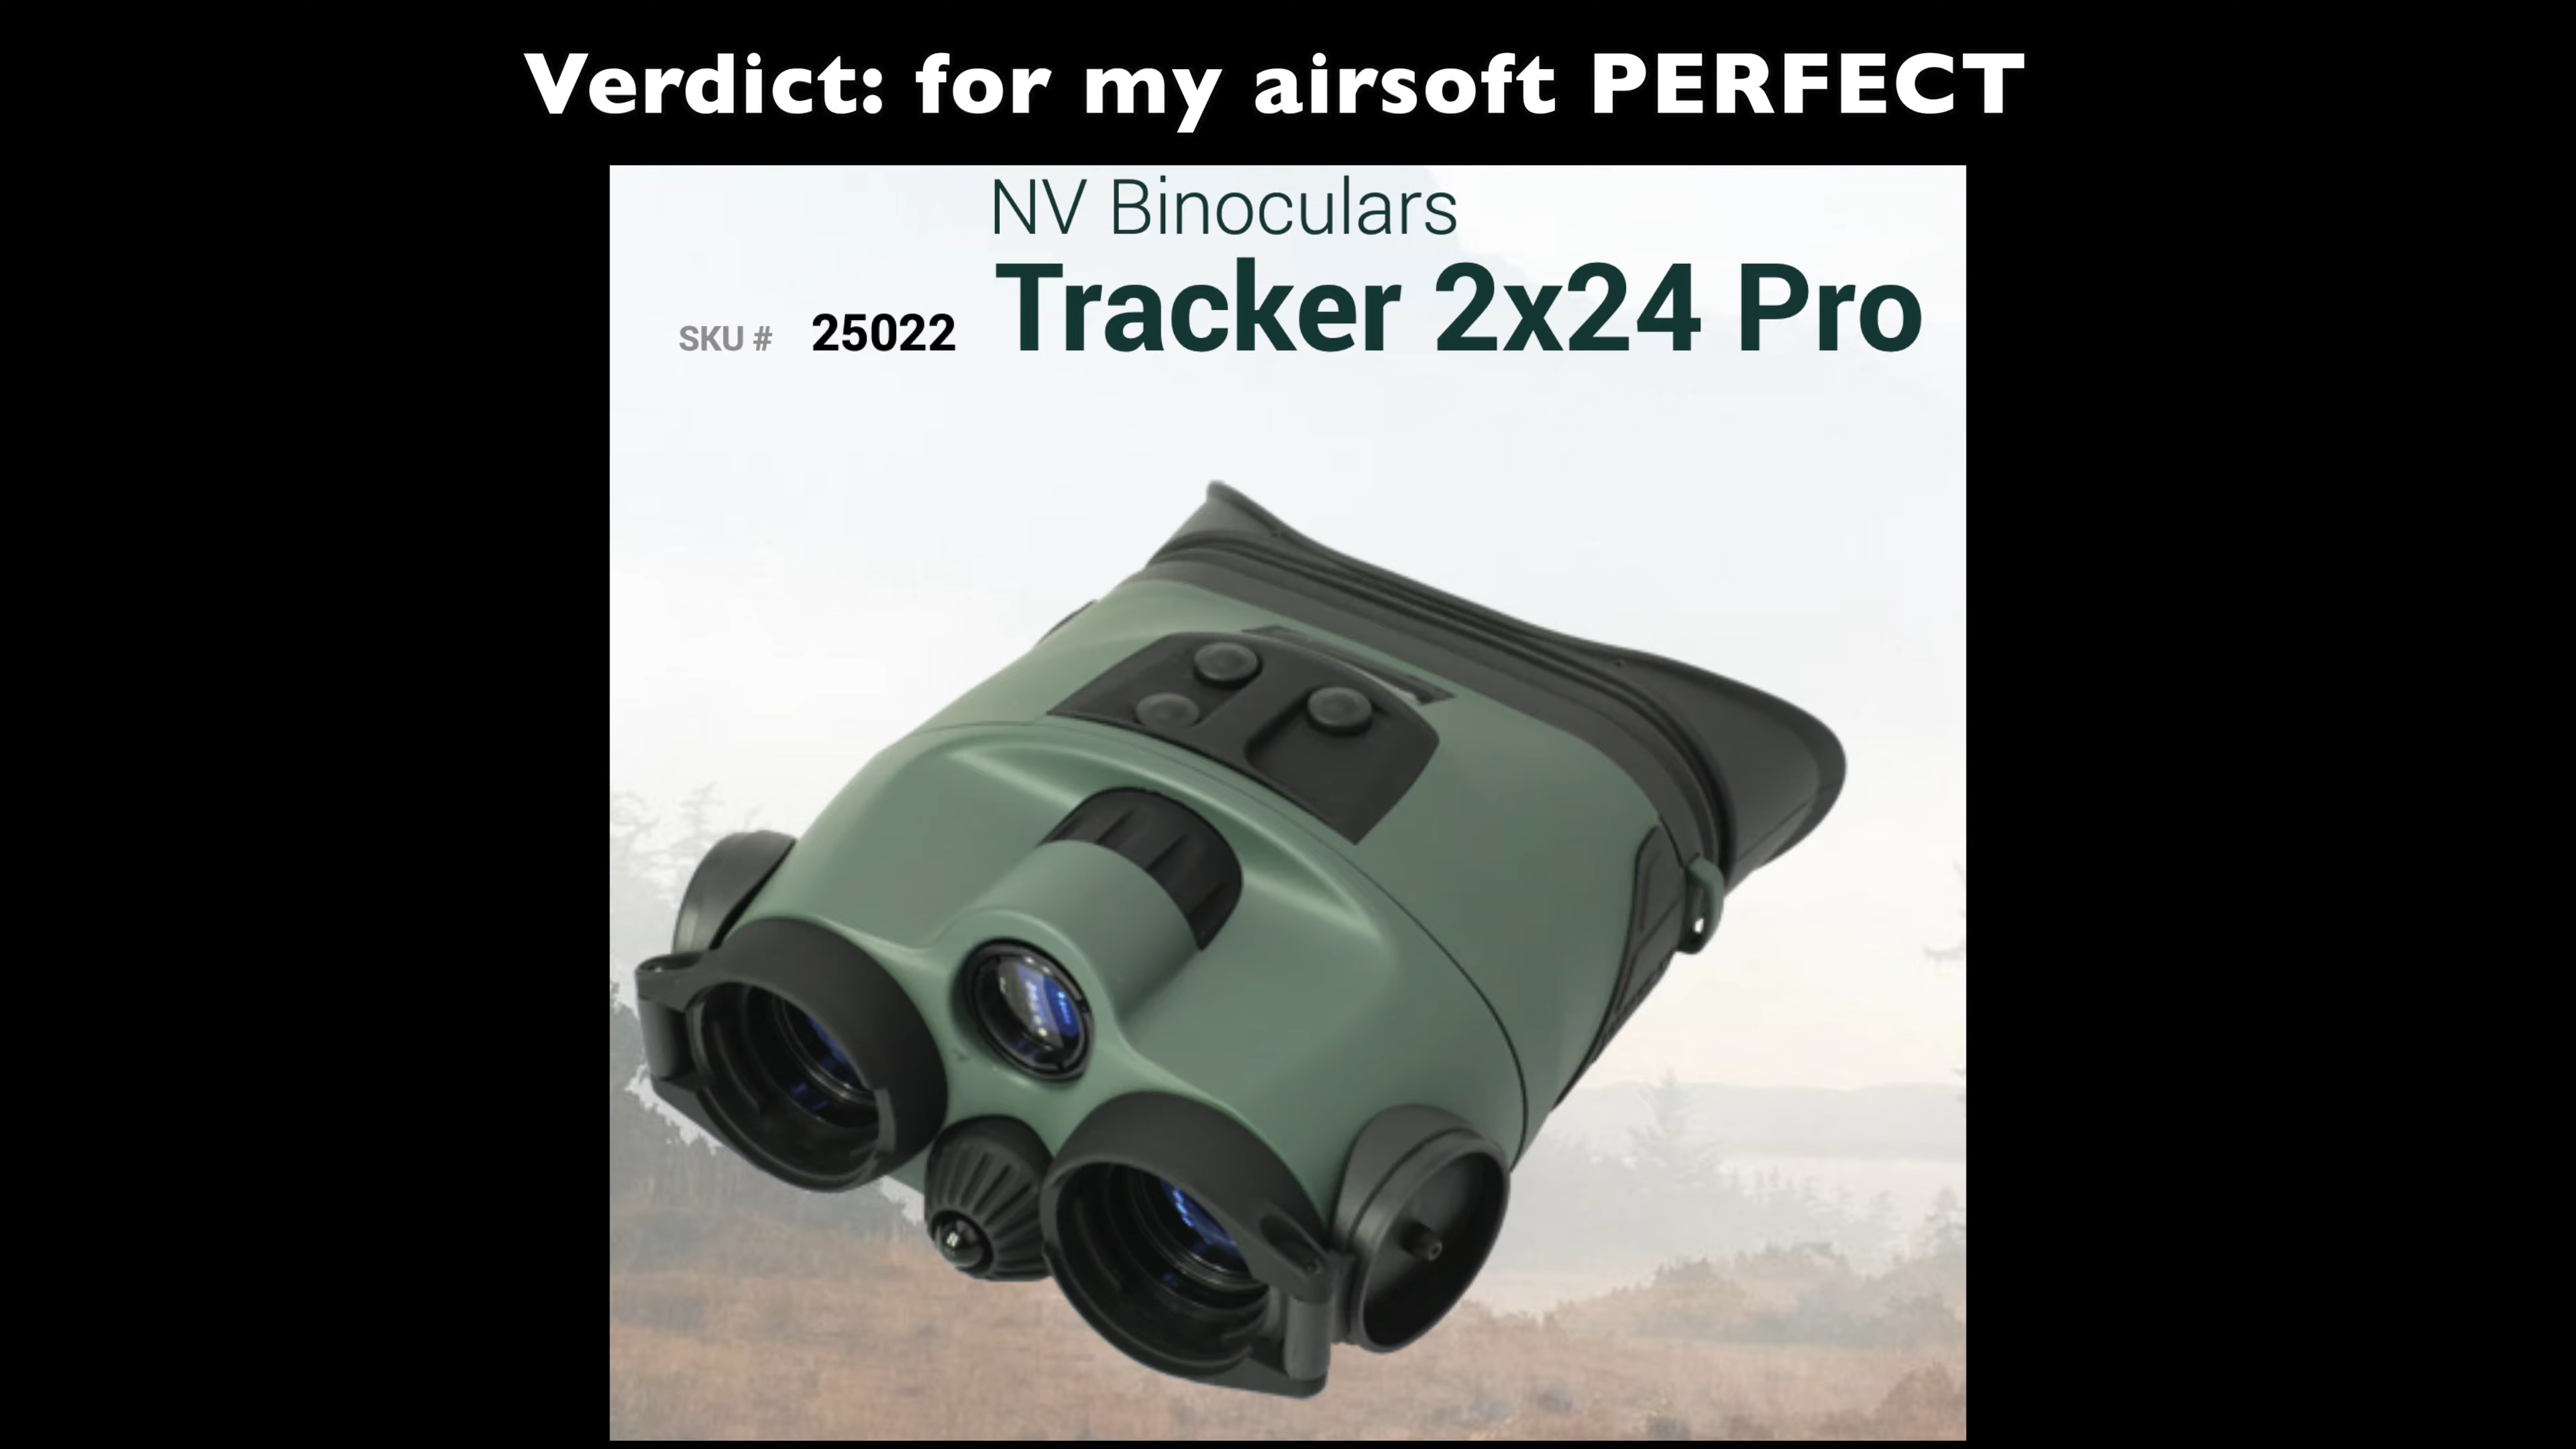 Verdict: for my airsoft PERFECT
NV Binoculars
SKU # 25022 Tracker 2x24 Pro